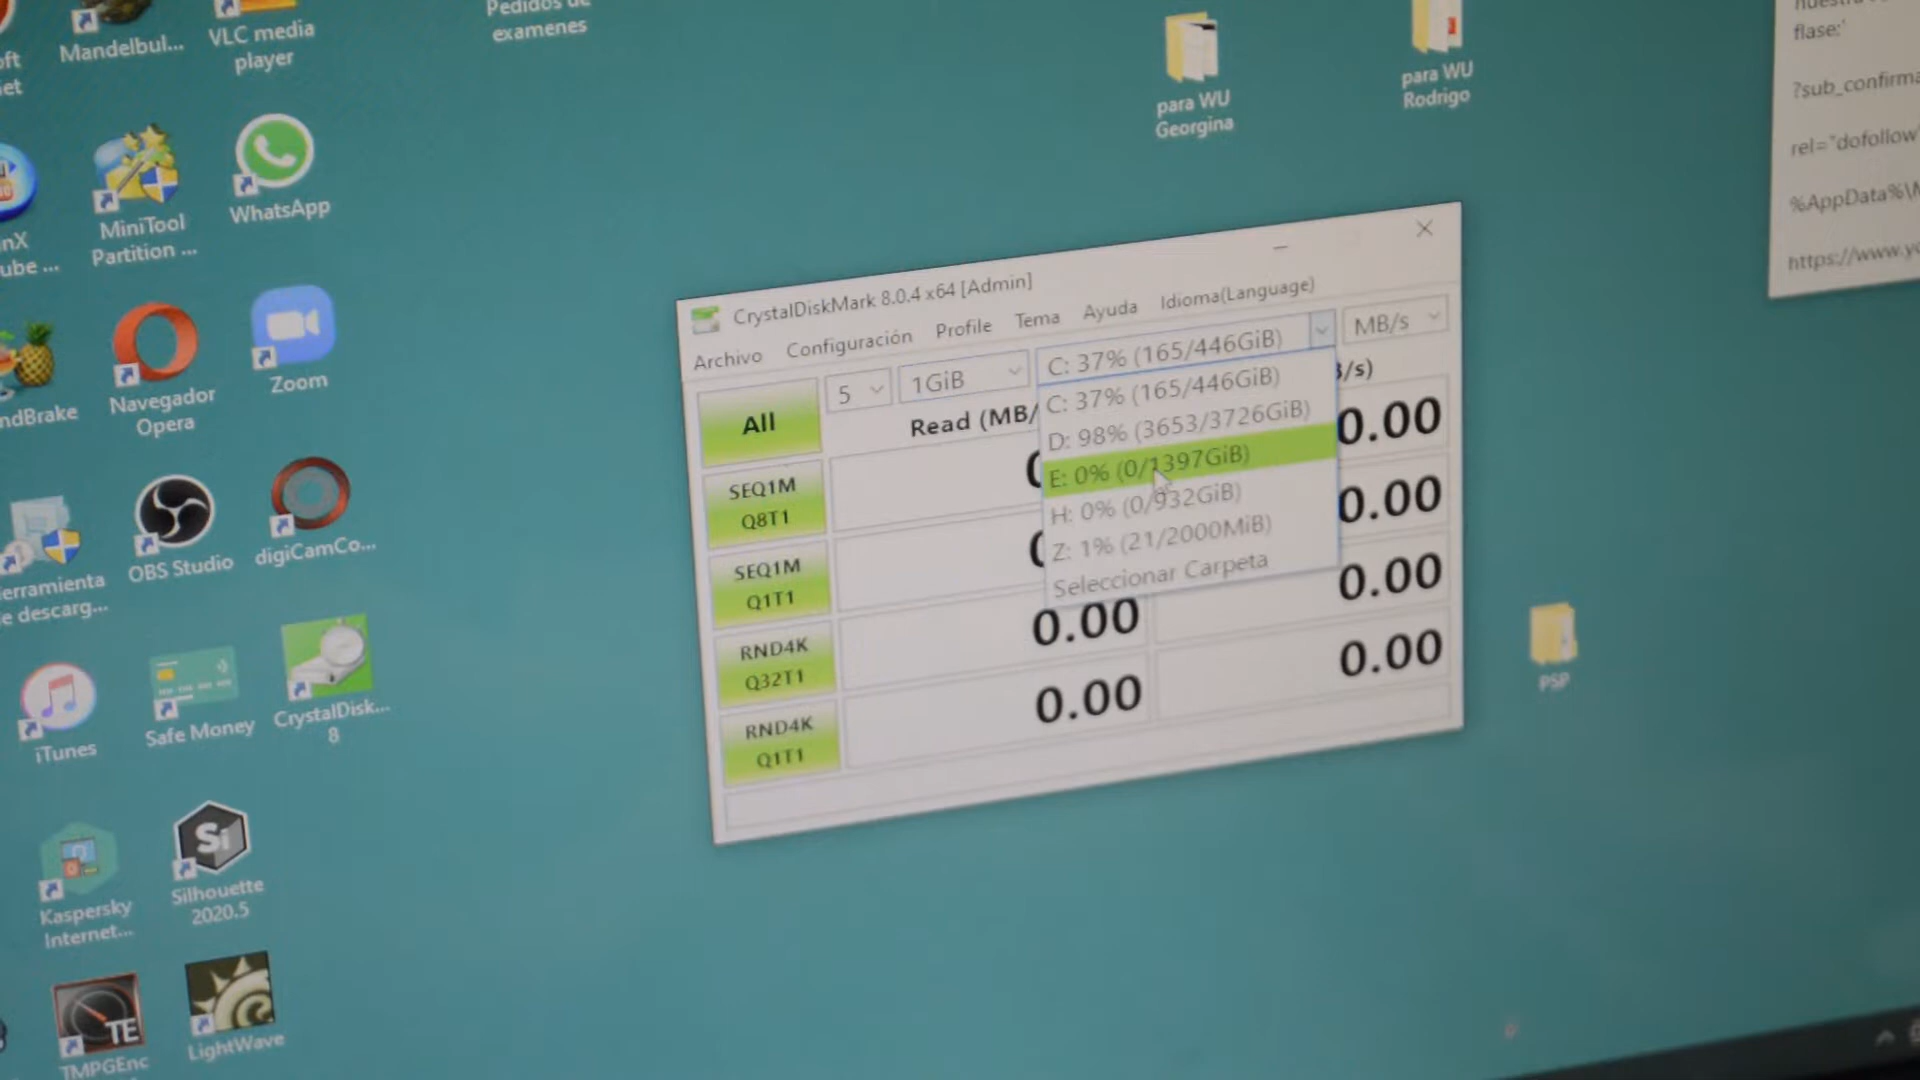 Mandelbul...
VLC media
player
Pedidos de
examenes
para WU
Georgina
para WU
Rodrigo
flase:'
?sub_confirma
rel="dofollow"
%AppData%\M
https://www.yo
MiniTool
Partition ...
WhatsApp
Navegador
Opera
Zoom
OBS Studio
digiCamCo...
erramienta
e descarg...
iTunes
Safe Money
CrystalDisk...
8
Kaspersky
Internet...
Si
Silhouette
2020.5
TE
TMPGEnc
LightWave
PSP
CrystalDiskMark 8.0.4 x64 [Admin]
Archivo Configuración Profile Tema Ayuda Idioma(Language)
All
5
1GiB
C: 37% (165/446GiB)
MB/s
Read (MB/
/s)
C: 37% (165/446GiB)
D: 98% (3653/3726GiB)
E: 0% (0/1397GiB)
H: 0% (0/932GiB)
Z: 1% (21/2000MiB)
Seleccionar Carpeta
SEQ1M
Q8T1
0.00
SEQ1M
Q1T1
0.00
RND4K
Q32T1
0.00
0.00
RND4K
Q1T1
0.00
0.00